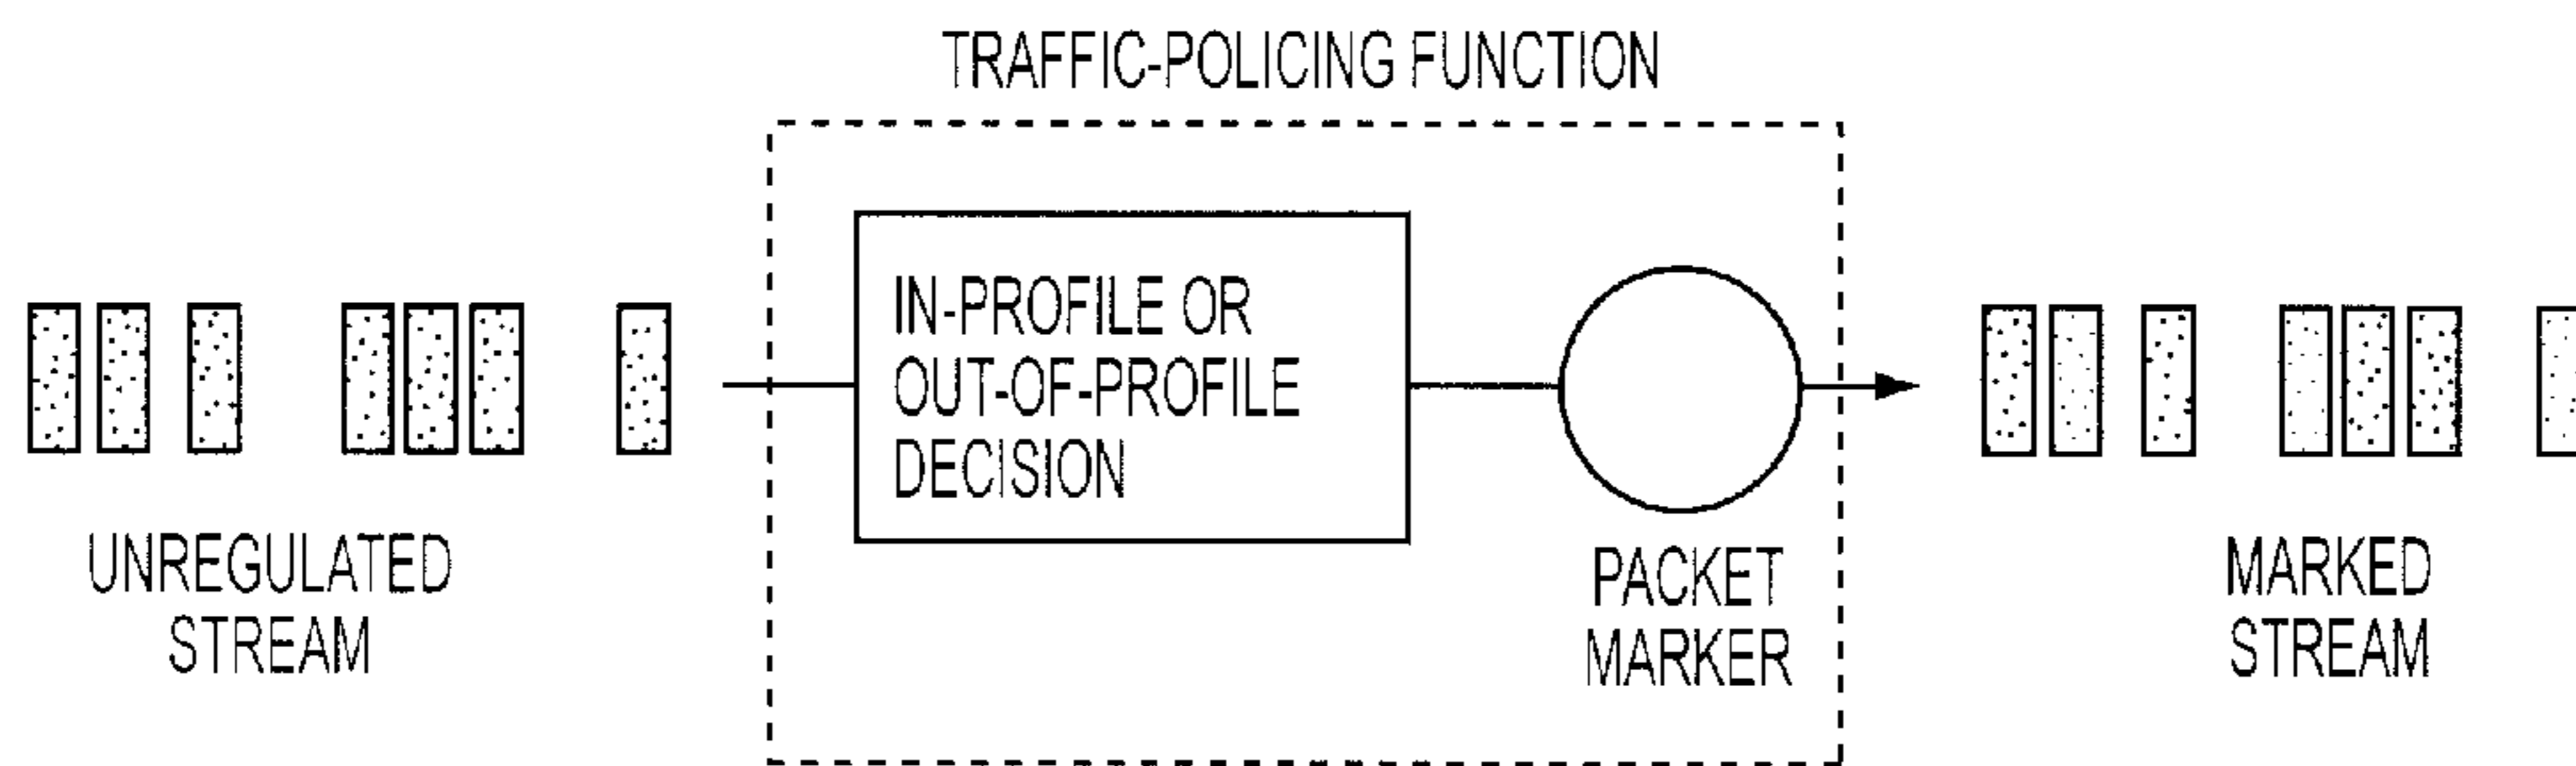 TRAFFIC-POLICING FUNCTION
IN-PROFILE OR
OUT-OF-PROFILE
DECISION
UNREGULATED
STREAM
PACKET
MARKER
MARKED
STREAM